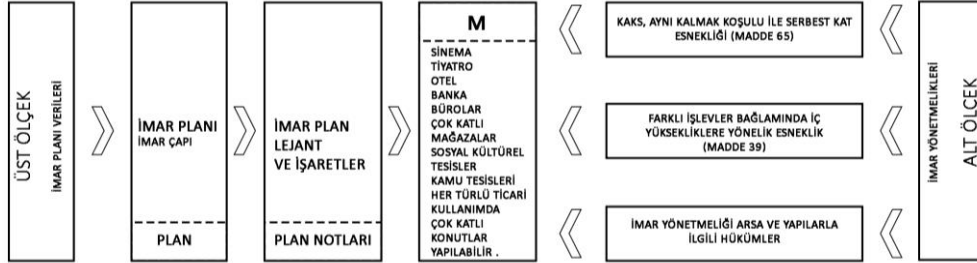 ÜST ÖLÇEK
İMAR PLANI VERİLERİ
İMAR PLANI
İMAR ÇAPI
PLAN
İMAR PLAN
LEJANT
VE İŞARETLER
PLAN NOTLARI
M
SİNEMA
TİYATRO
OTEL
BANKA
BÜROLAR
ÇOK KATLI
MAĞAZALAR
SOSYAL KÜLTÜREL
TESİSLER
KAMU TESİSLERİ
HER TÜRLÜ TİCARİ
KULLANIMDA
ÇOK KATLI
KONUTLAR
YAPILABİLİR .
KAKS, AYNI KALMAK KOŞULU İLE SERBEST KAT
ESNEKLİĞİ (MADDE 65)
FARKLI İŞLEVLER BAĞLAMINDA İÇ
YÜKSEKLİKLERE YÖNELİK ESNEKLİK
(MADDE 39)
İMAR YÖNETMELİĞİ ARSA VE YAPILARLA
İLGİLİ HÜKÜMLER
İMAR YÖNETMELİKLERİ
ALT ÖLCEK